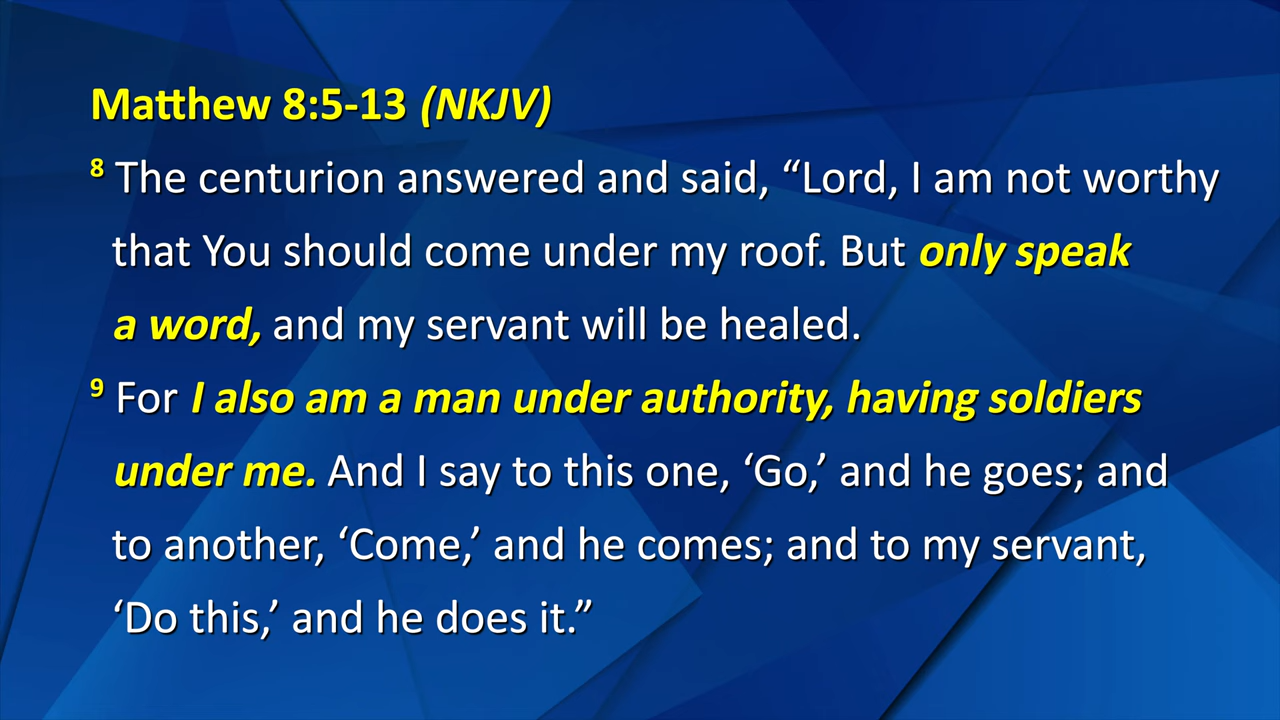 Matthew 8:5-13 (NKJV)
8 The centurion answered and said, “Lord, I am not worthy
that You should come under my roof. But only speak
a word, and my servant will be healed.
9 For I also am a man under authority, having soldiers
under me. And I say to this one, ‘Go,’ and he goes; and
to another, ‘Come,’ and he comes; and to my servant,
‘Do this,’ and he does it.”